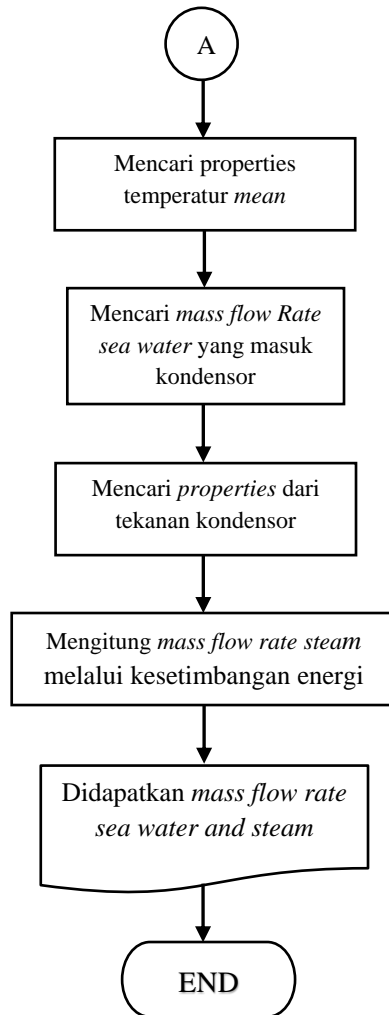 A
Mencari properties
temperatur mean
Mencari mass flow Rate
sea water yang masuk
kondensor
Mencari properties dari
tekanan kondensor
Mengitung mass flow rate steam
melalui kesetimbangan energi
Didapatkan mass flow rate
sea water and steam
END